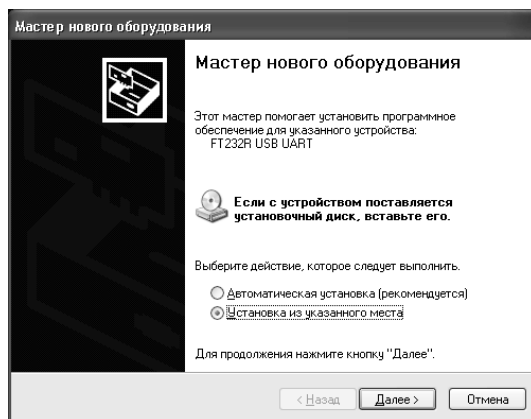 Мастер нового оборудования
Мастер нового оборудования
Этот мастер помогает установить программное
обеспечение для указанного устройства:
FT232R USB UART
Если с устройством поставляется
установочный диск, вставьте его.
Выберите действие, которое следует выполнить.
Автоматическая установка (рекомендуется)
Установка из указанного места
Для продолжения нажмите кнопку "Далее".
< Назад Далее > Отмена